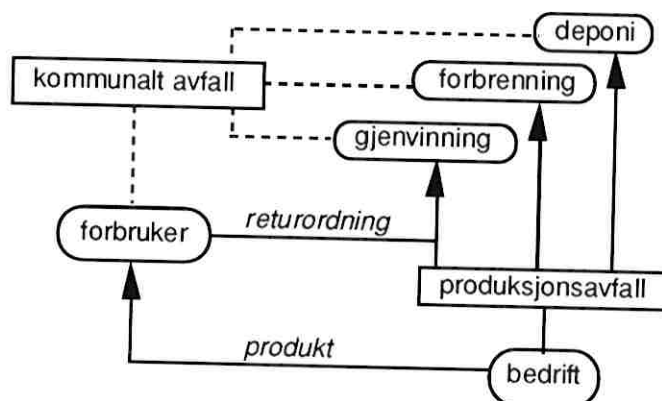 deponi
kommunalt avfall
forbrenning
gjenvinning
forbruker
returordning
produksjonsavfall
produkt
bedrift